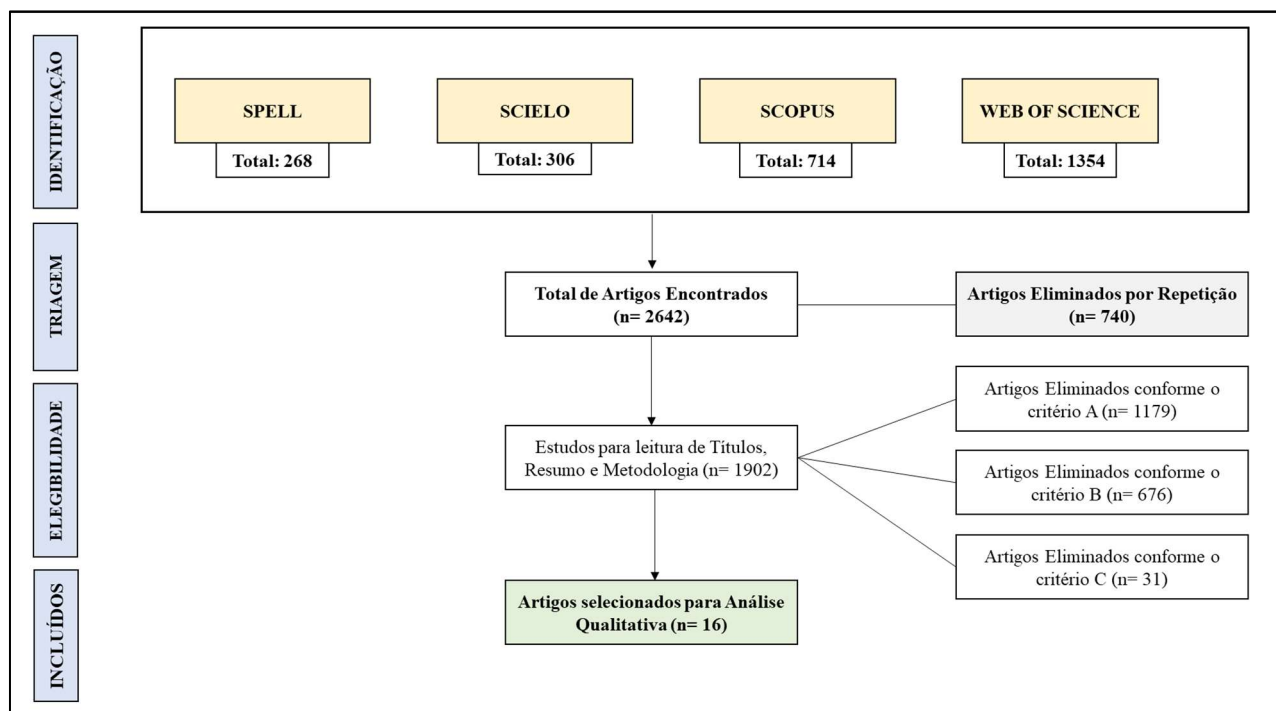 IDENTIFICAÇÃO
SPELL
Total: 268
SCIELO
Total: 306
SCOPUS
Total: 714
WEB OF SCIENCE
Total: 1354
TRIAGEM
Total de Artigos Encontrados
(n= 2642)
Artigos Eliminados por Repetição
(n= 740)
ELEGIBILIDADE
Estudos para leitura de Títulos,
Resumo e Metodologia (n= 1902)
Artigos Eliminados conforme o
critério A (n= 1179)
Artigos Eliminados conforme o
critério B (n= 676)
Artigos Eliminados conforme o
critério C (n= 31)
INCLUÍDOS
Artigos selecionados para Análise
Qualitativa (n= 16)